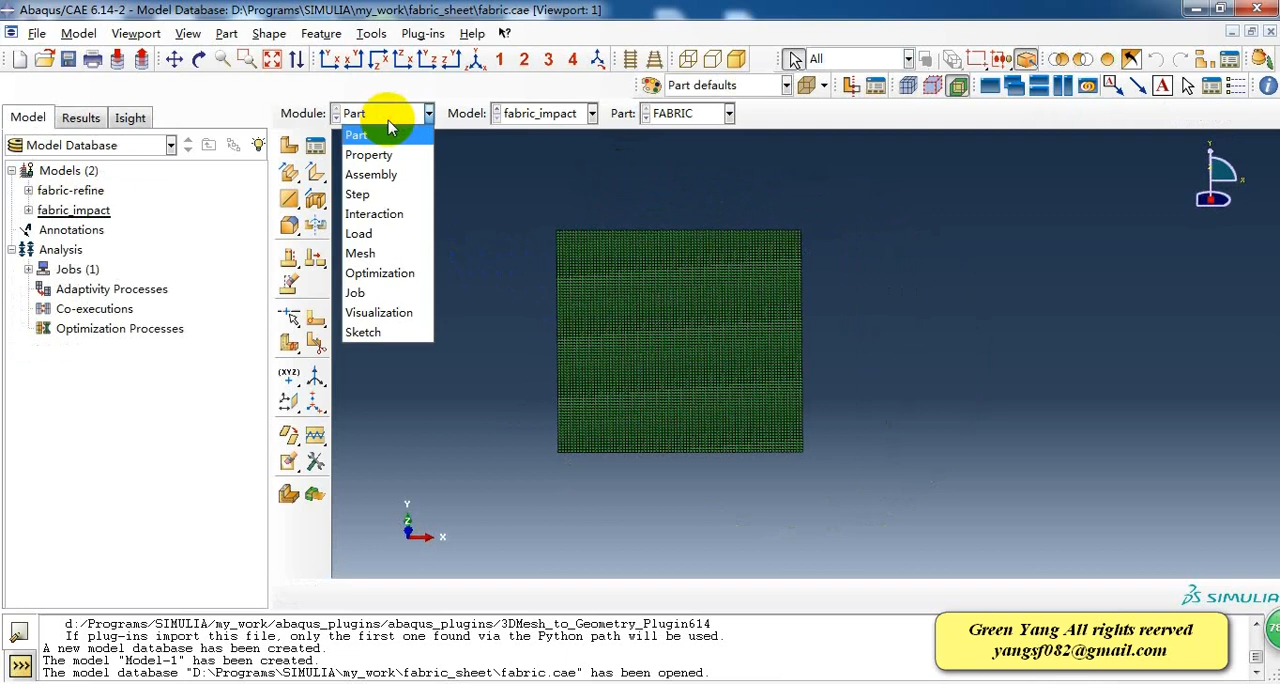 Abaqus/CAE 6.14-2 - Model Database: D:\Programs\SIMULIA\my_work\fabric_sheet\fabric.cae [Viewport: 1]
File Model Viewport View Part Shape Feature Tools Plug-ins Help
1 2 3 4 All
Part defaults
Model Results Isight Module: Part Model: fabric_impact Part: FABRIC
Model Database
Models (2)
fabric-refine
fabric_impact
Annotations
Analysis
Jobs (1)
Adaptivity Processes
Co-executions
Optimization Processes
Part
Property
Assembly
Step
Interaction
Load
Mesh
Optimization
Job
Visualization
Sketch
(XYZ)
Y
Y
Z
X
SIMULIA
d:/Programs/SIMULIA/my_work/abaqus_plugins/abaqus_plugins/3DMesh_to_Geometry_Plugin614
If plug-ins import this file, only the first one found via the Python path will be used.
A new model database has been created.
The model "Model-1" has been created.
The model database "D:\Programs\SIMULIA\my_work\fabric_sheet\fabric.cae" has been opened.
>>>
Green Yang All rights reerved
yangsf082@gmail.com
78